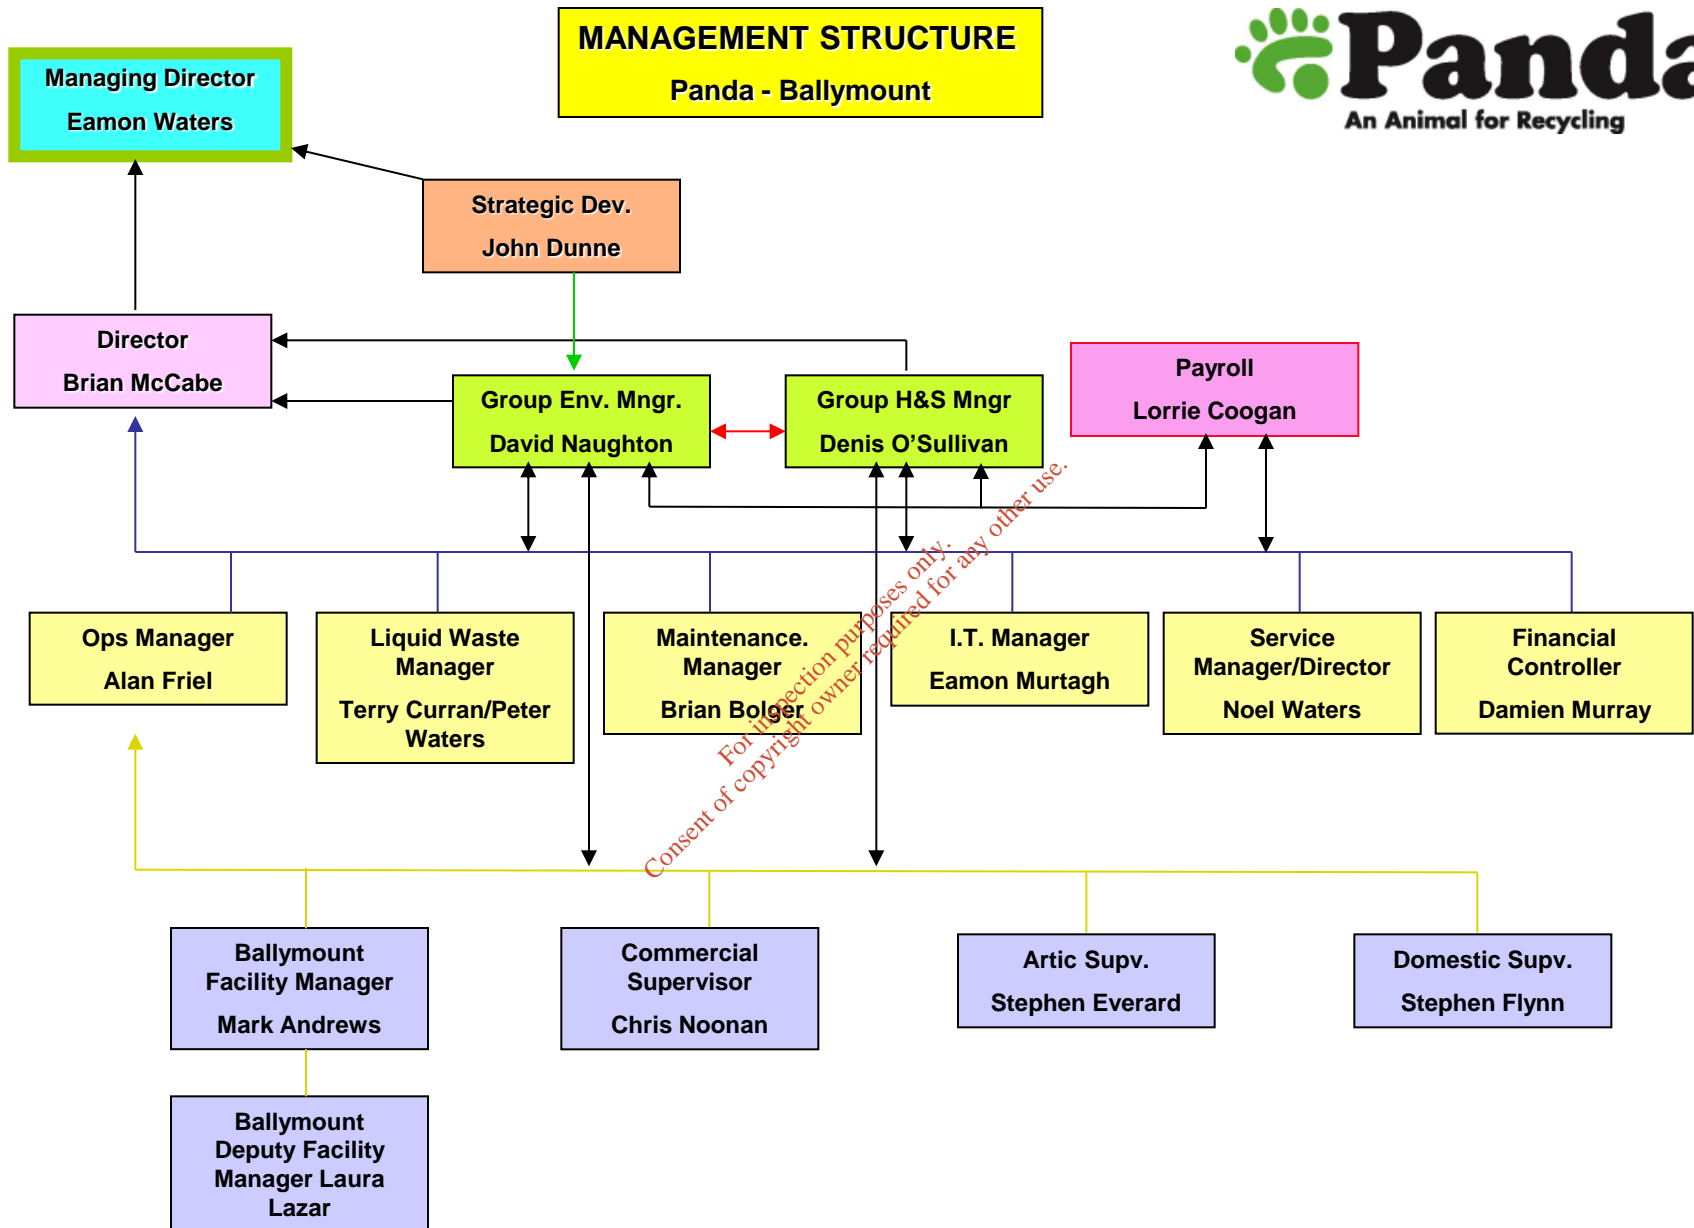 MANAGEMENT STRUCTURE
Panda - Ballymount
Panda
An Animal for Recycling
Managing Director
Eamon Waters
Strategic Dev.
John Dunne
Director
Brian McCabe
Group Env. Mngr.
David Naughton
Group H&S Mngr
Denis O'Sullivan
Payroll
Lorrie Coogan
Ops Manager
Alan Friel
Liquid Waste
Manager
Terry Curran/Peter
Waters
Maintenance.
Manager
Brian Bolger
I.T. Manager
Eamon Murtagh
Service
Manager/Director
Noel Waters
Financial
Controller
Damien Murray
For inspection purposes only.
Consent of copyright owner required for any other use.
Ballymount
Facility Manager
Mark Andrews
Commercial
Supervisor
Chris Noonan
Artic Supv.
Stephen Everard
Domestic Supv.
Stephen Flynn
Ballymount
Deputy Facility
Manager Laura
Lazar